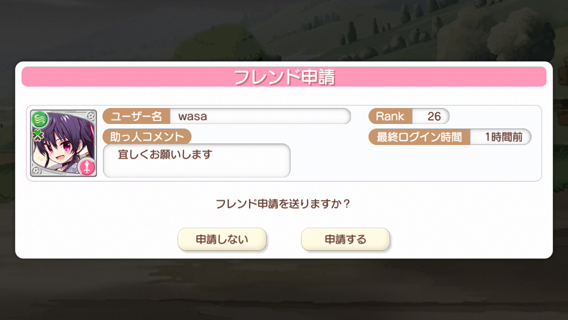 フレンド申請
ユーザー名 wasa Rank 26
助っ人コメント 最終ログイン時間 1時間前
宜しくお願いします
フレンド申請を送りますか？
申請しない 申請する